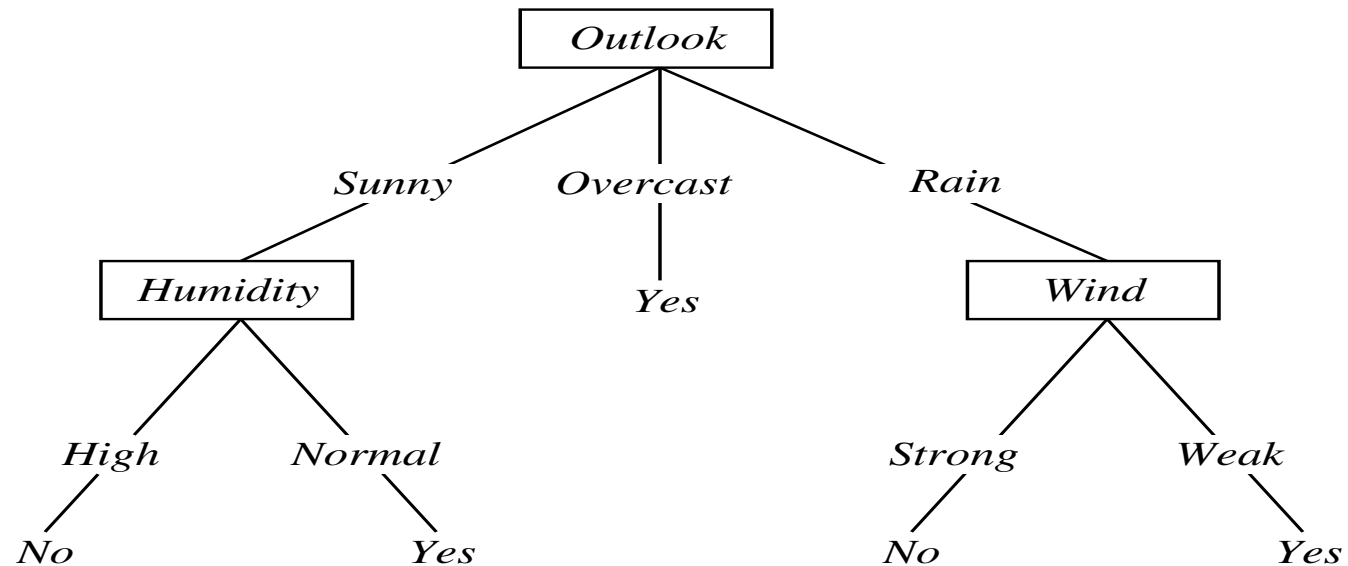 Outlook
Sunny Overcast Rain
Humidity Yes Wind
High Normal Strong Weak
No Yes No Yes